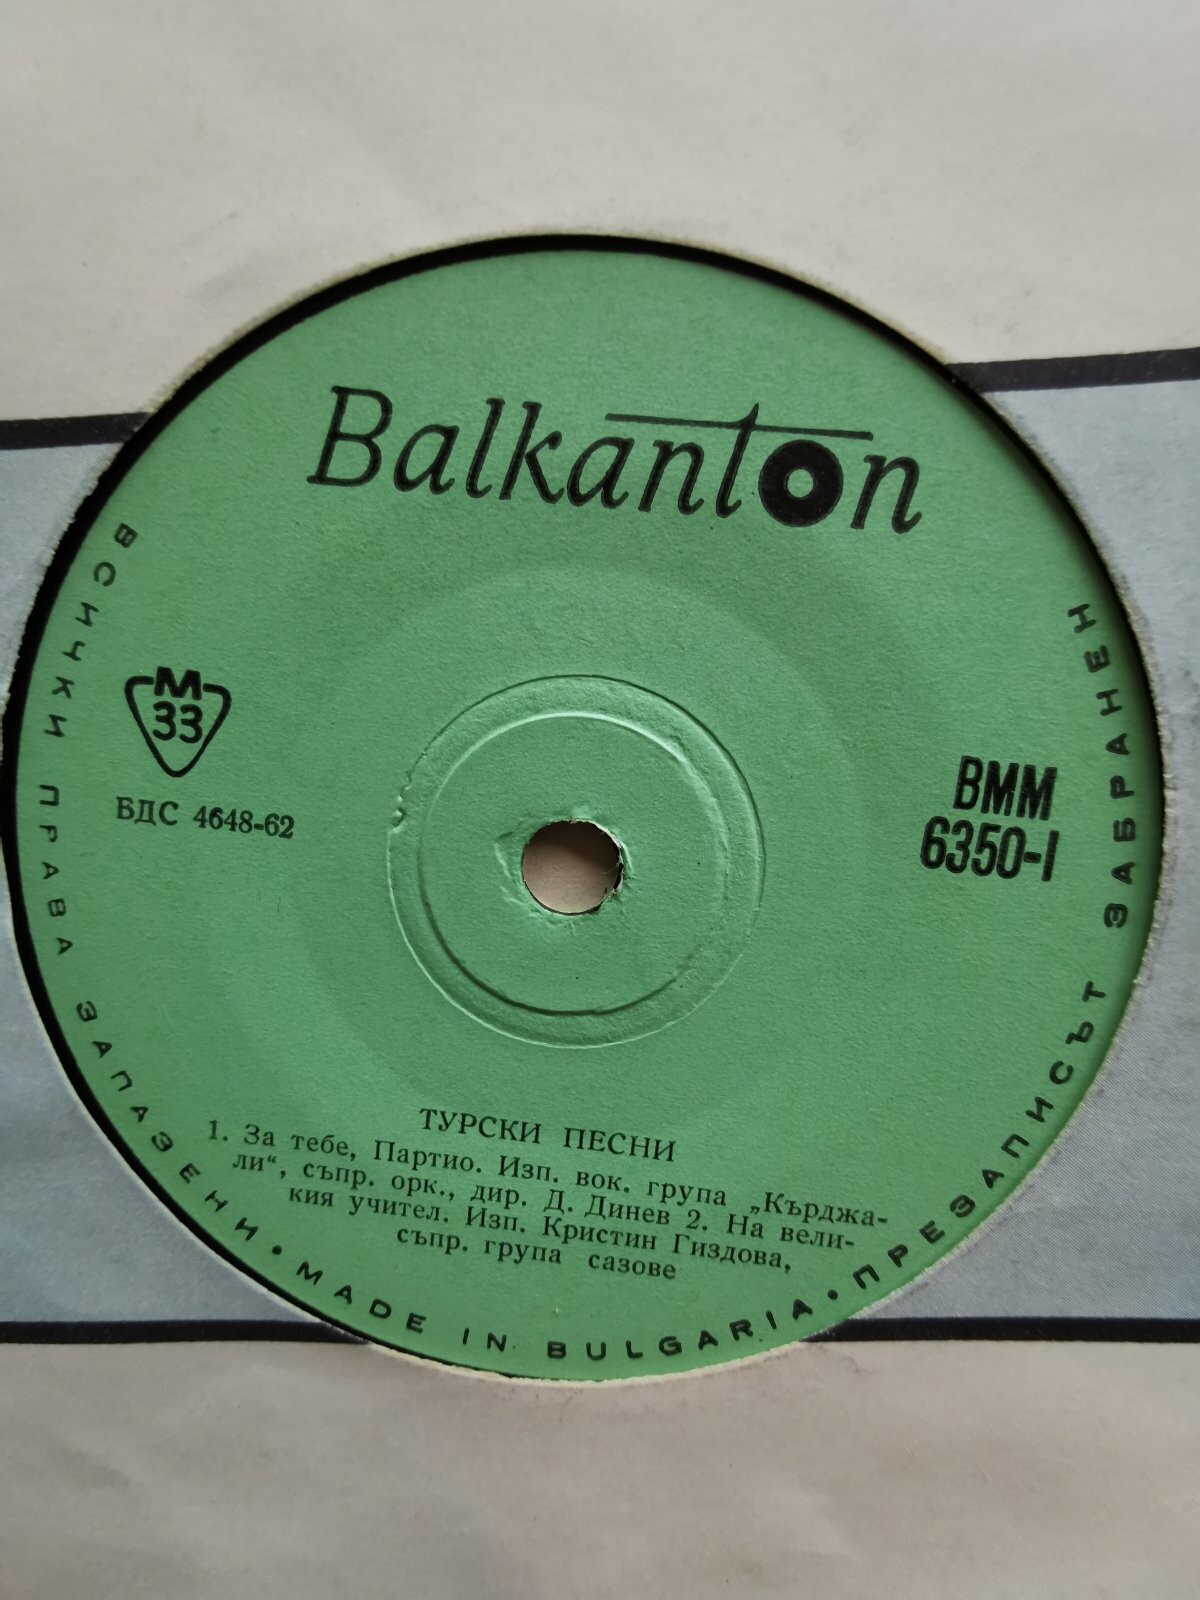 Balkanton
M
33
БДС 4648-62
ВММ
6350-I
ТУРСКИ ПЕСНИ
1. За тебе, Партио. Изп. вок. група „Кърджа-
ли“, съпр. орк., дир. Д. Динев 2. На вели-
кия учител. Изп. Кристин Гиздова,
съпр. група сазове
ВСИЧКИ ПРАВА ЗАПАЗЕНИ • MADE IN BULGARIA • ПРЕЗАПИСЪТ ЗАБРАНЕН